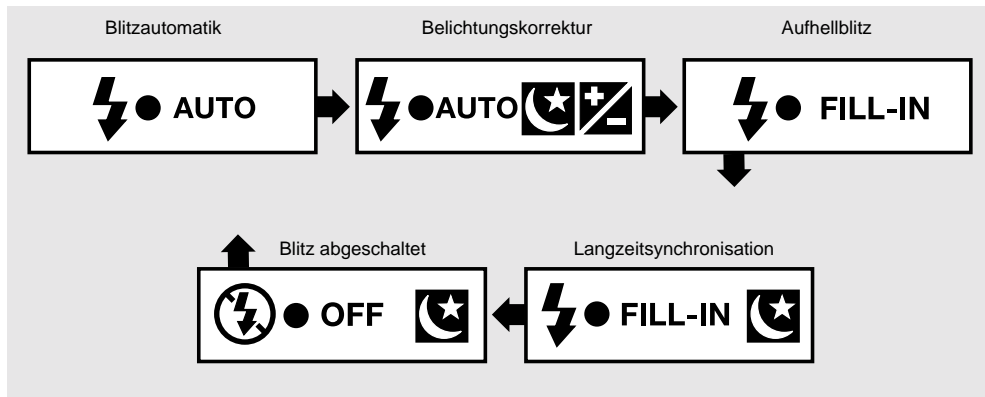 Blitzautomatik
Belichtungskorrektur
Aufhellblitz
AUTO
AUTO
FILL-IN
Blitz abgeschaltet
Langzeitsynchronisation
OFF
FILL-IN